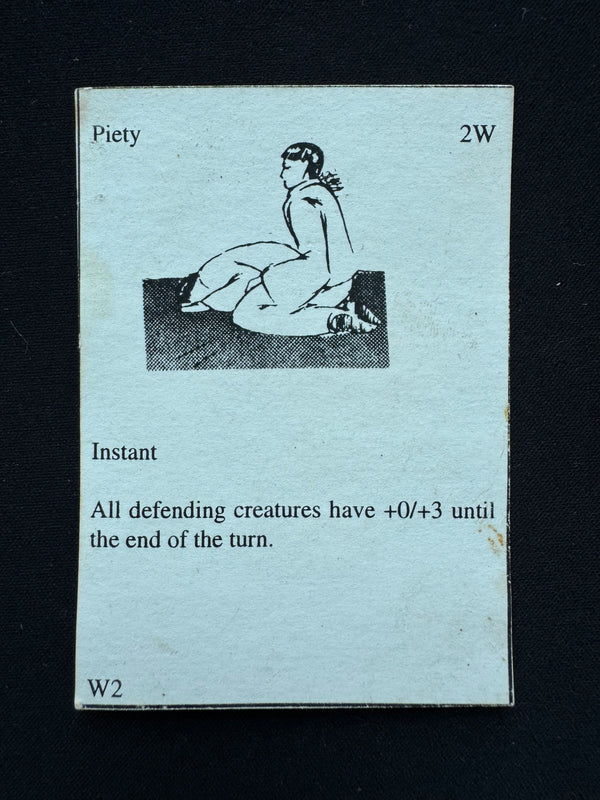 Piety 2W
Instant
All defending creatures have +0/+3 until
the end of the turn.
W2